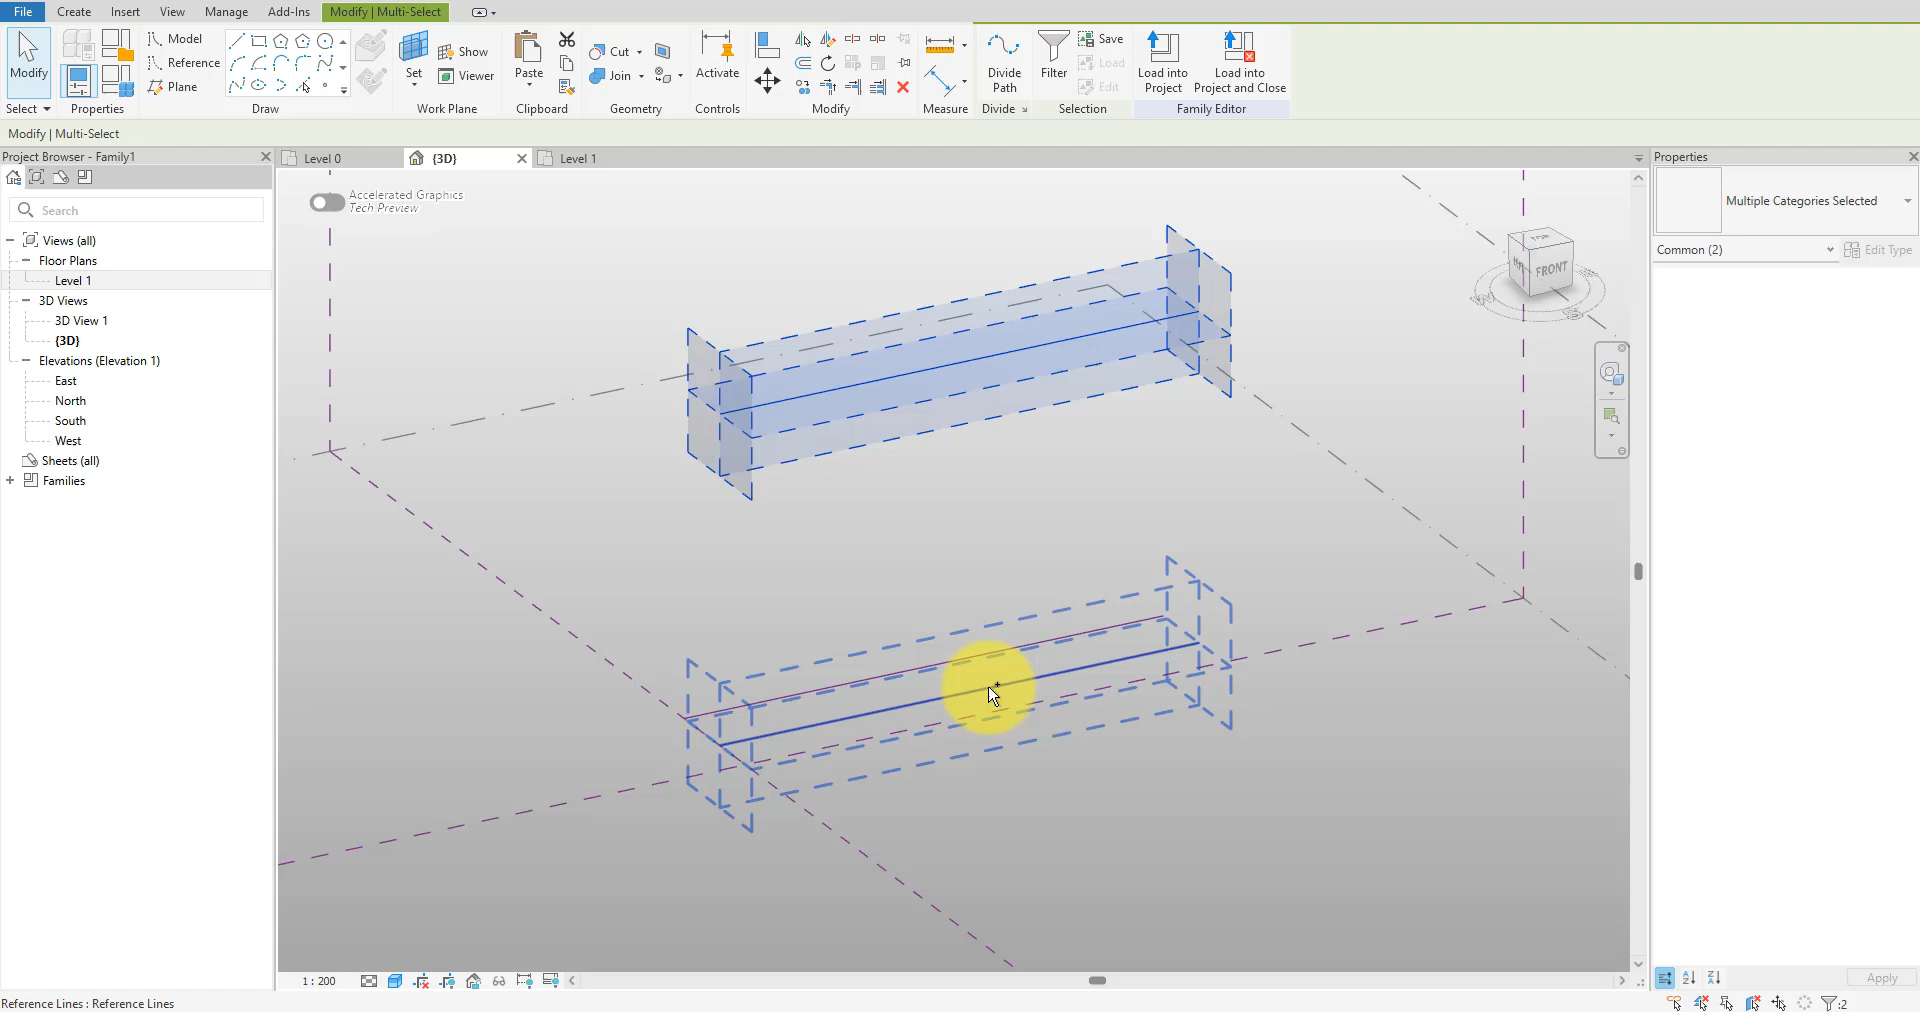 File Create Insert View Manage Add-Ins Modify | Multi-Select
Modify
Select
Properties
Model
Reference
Plane
Draw
Set
Show
Viewer
Work Plane
Paste
Clipboard
Cut
Join
Geometry
Activate
Controls
Modify
Measure
Divide Path
Divide
Filter
Save
Load
Edit
Selection
Load into Project
Load into Project and Close
Family Editor
Modify | Multi-Select
Project Browser - Family1
Search
Views (all)
Floor Plans
Level 1
3D Views
3D View 1
{3D}
Elevations (Elevation 1)
East
North
South
West
Sheets (all)
Families
Level 0
{3D}
Level 1
Accelerated Graphics
Tech Preview
TOP
FRONT
Properties
Multiple Categories Selected
Common (2)
Edit Type
1 : 200
Apply
Reference Lines : Reference Lines
:2